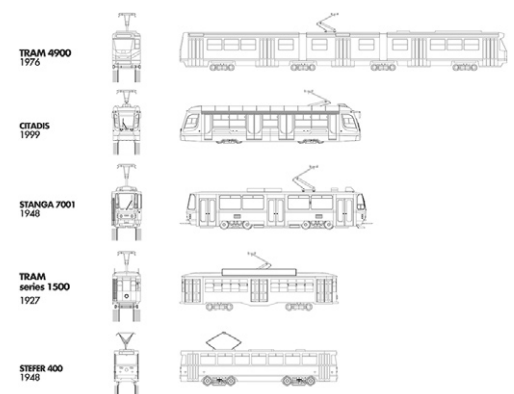 TRAM 4900
1976
CITADIS
1999
STANGA 7001
1948
TRAM
series 1500
1927
STEFER 400
1948